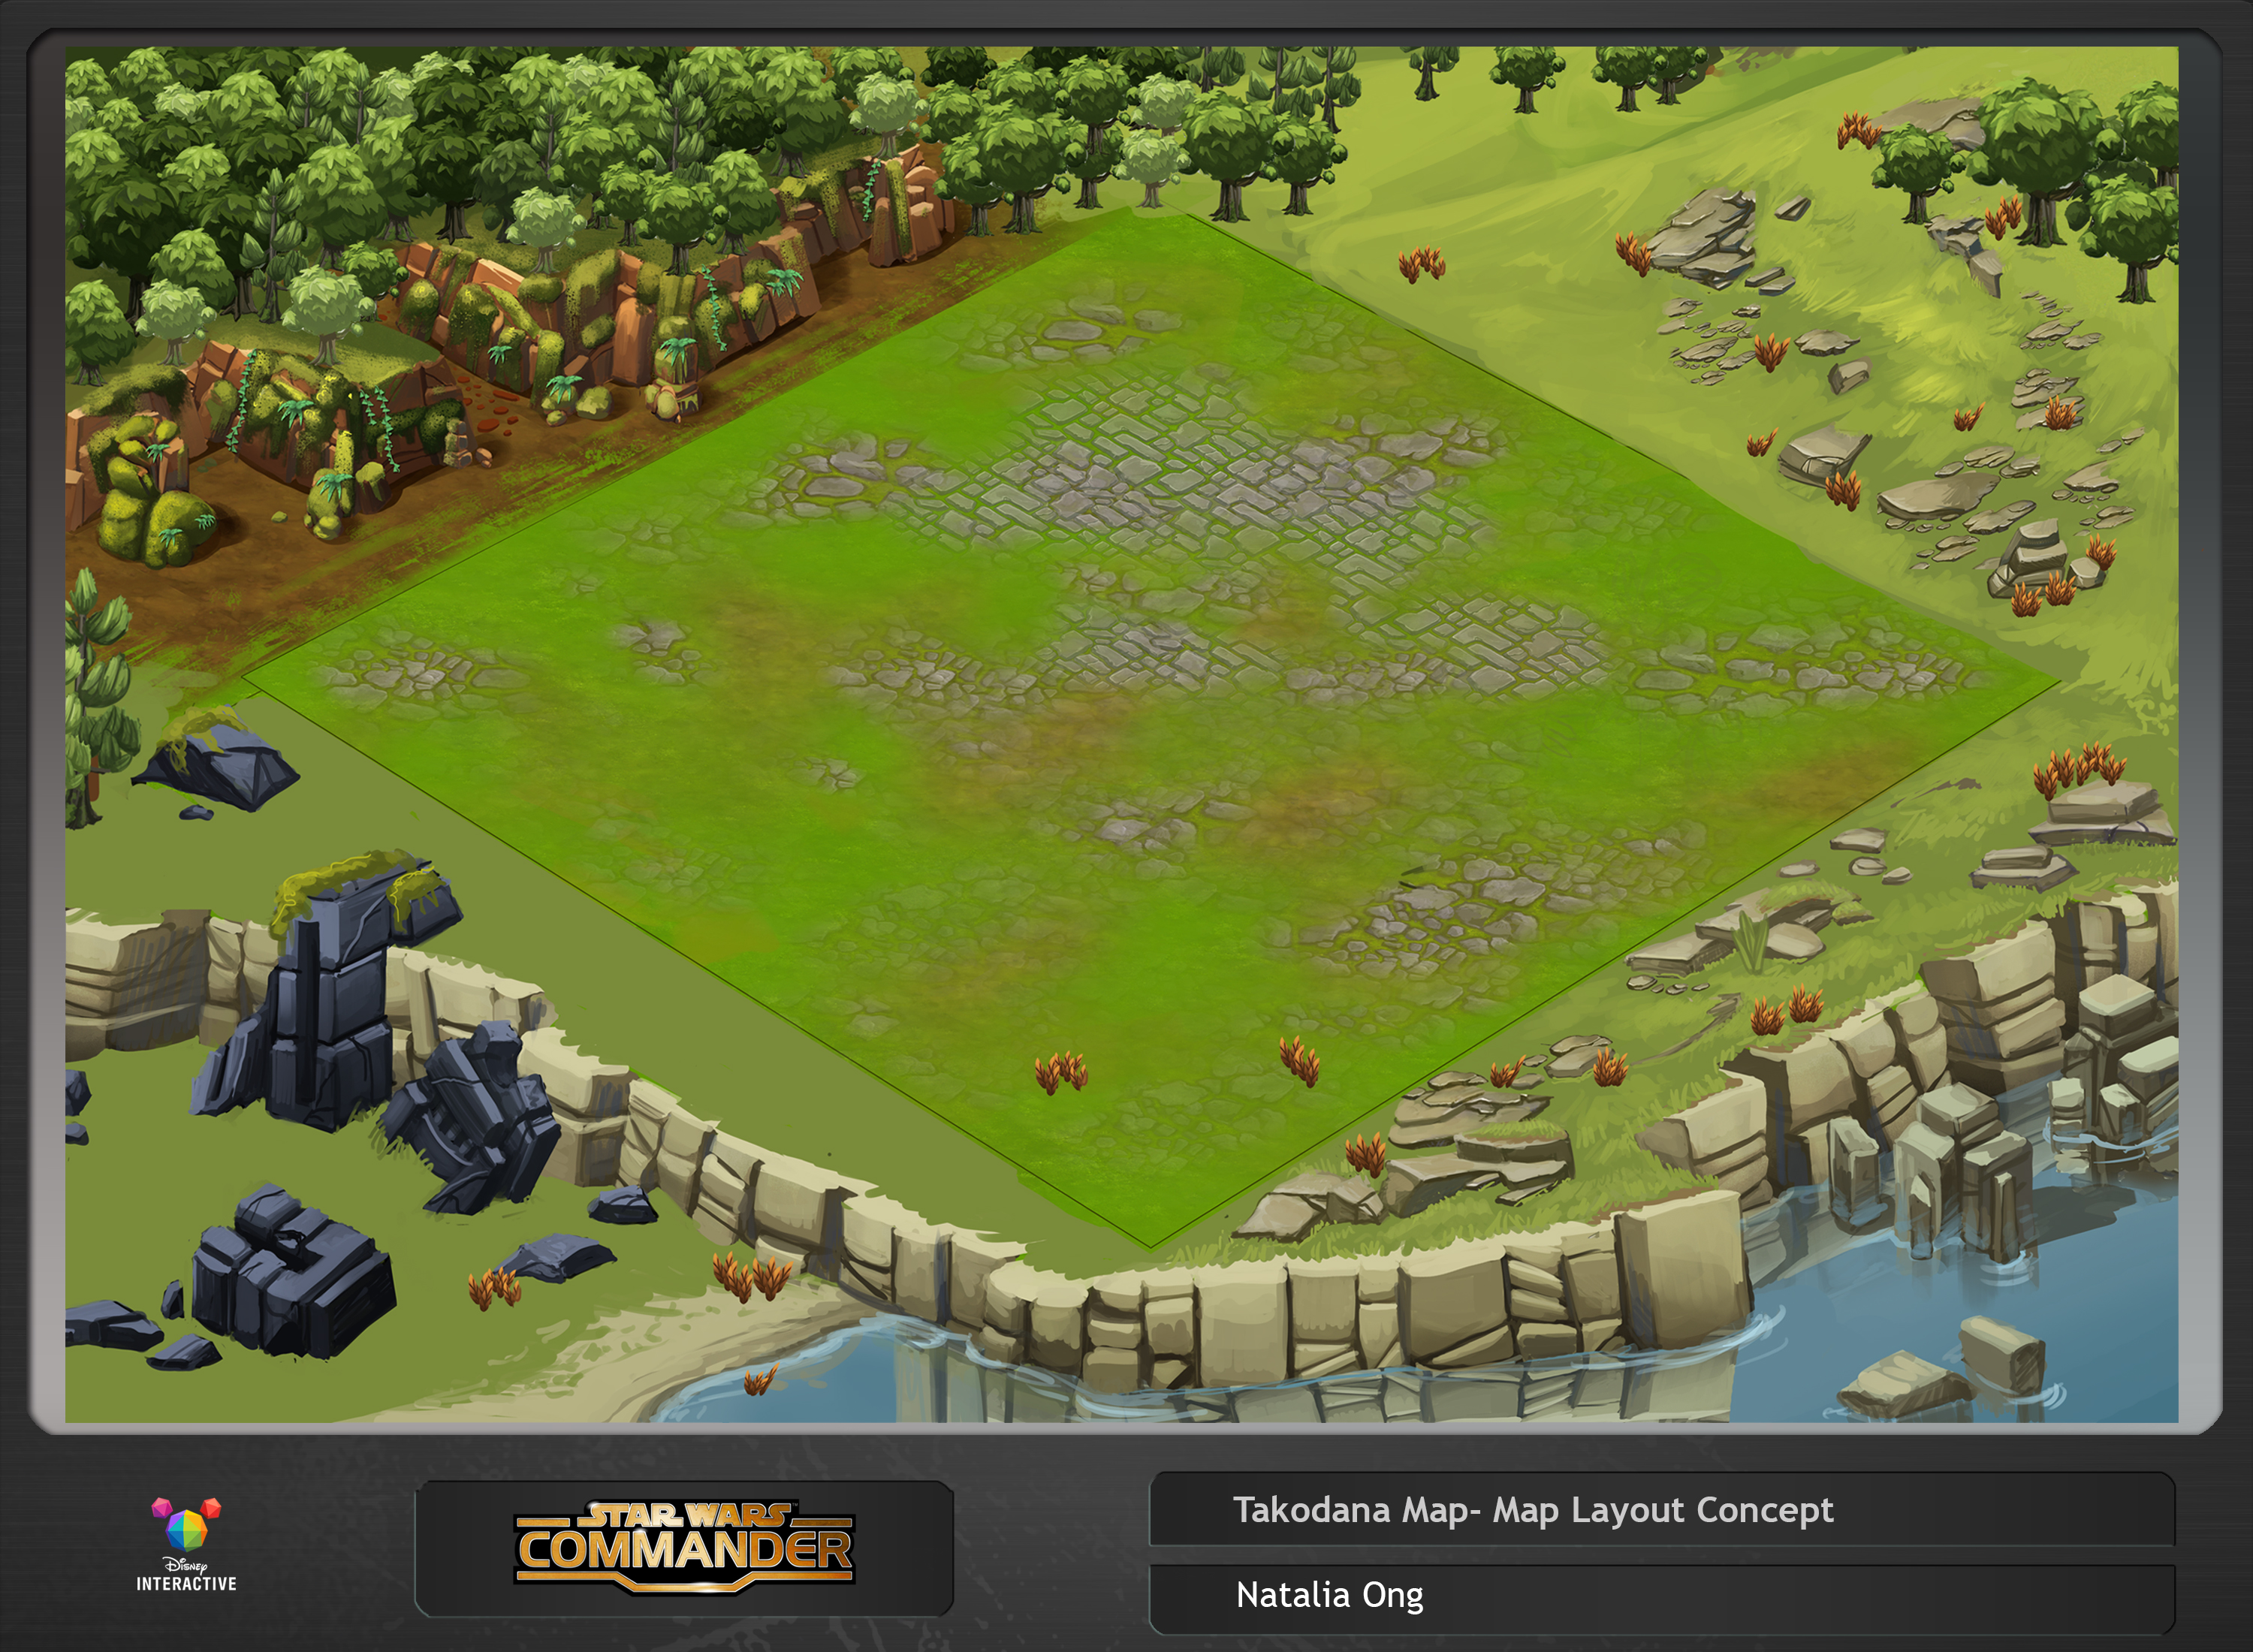 Disney
INTERACTIVE
STAR WARS
COMMANDER
Takodana Map- Map Layout Concept
Natalia Ong